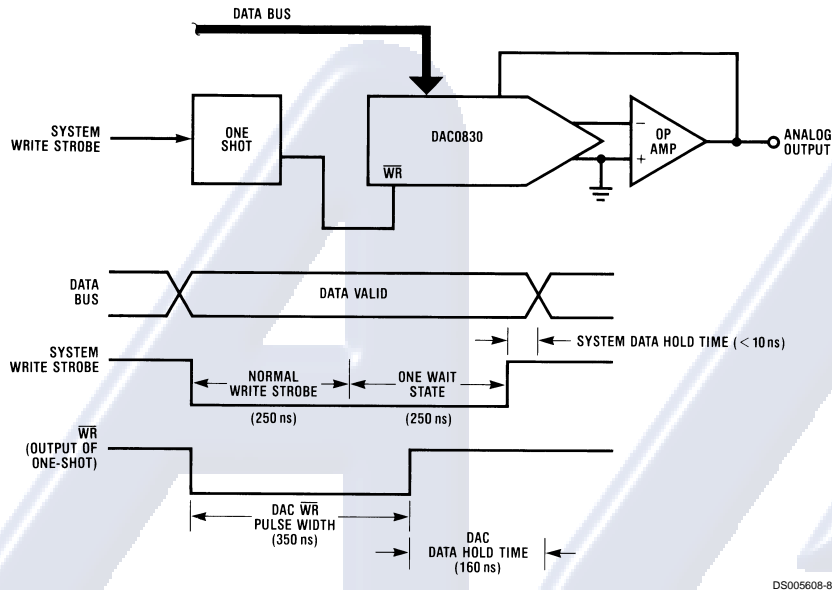 DATA BUS
SYSTEM
WRITE STROBE
ONE
SHOT
DAC0830
WR
−
+
OP
AMP
ANALOG
OUTPUT
DATA
BUS
DATA VALID
SYSTEM DATA HOLD TIME (<10 ns)
SYSTEM
WRITE STROBE
NORMAL
WRITE STROBE
(250 ns)
ONE WAIT
STATE
(250 ns)
WR
(OUTPUT OF
ONE-SHOT)
DAC WR
PULSE WIDTH
(350 ns)
DAC
DATA HOLD TIME
(160 ns)
DS005608-8